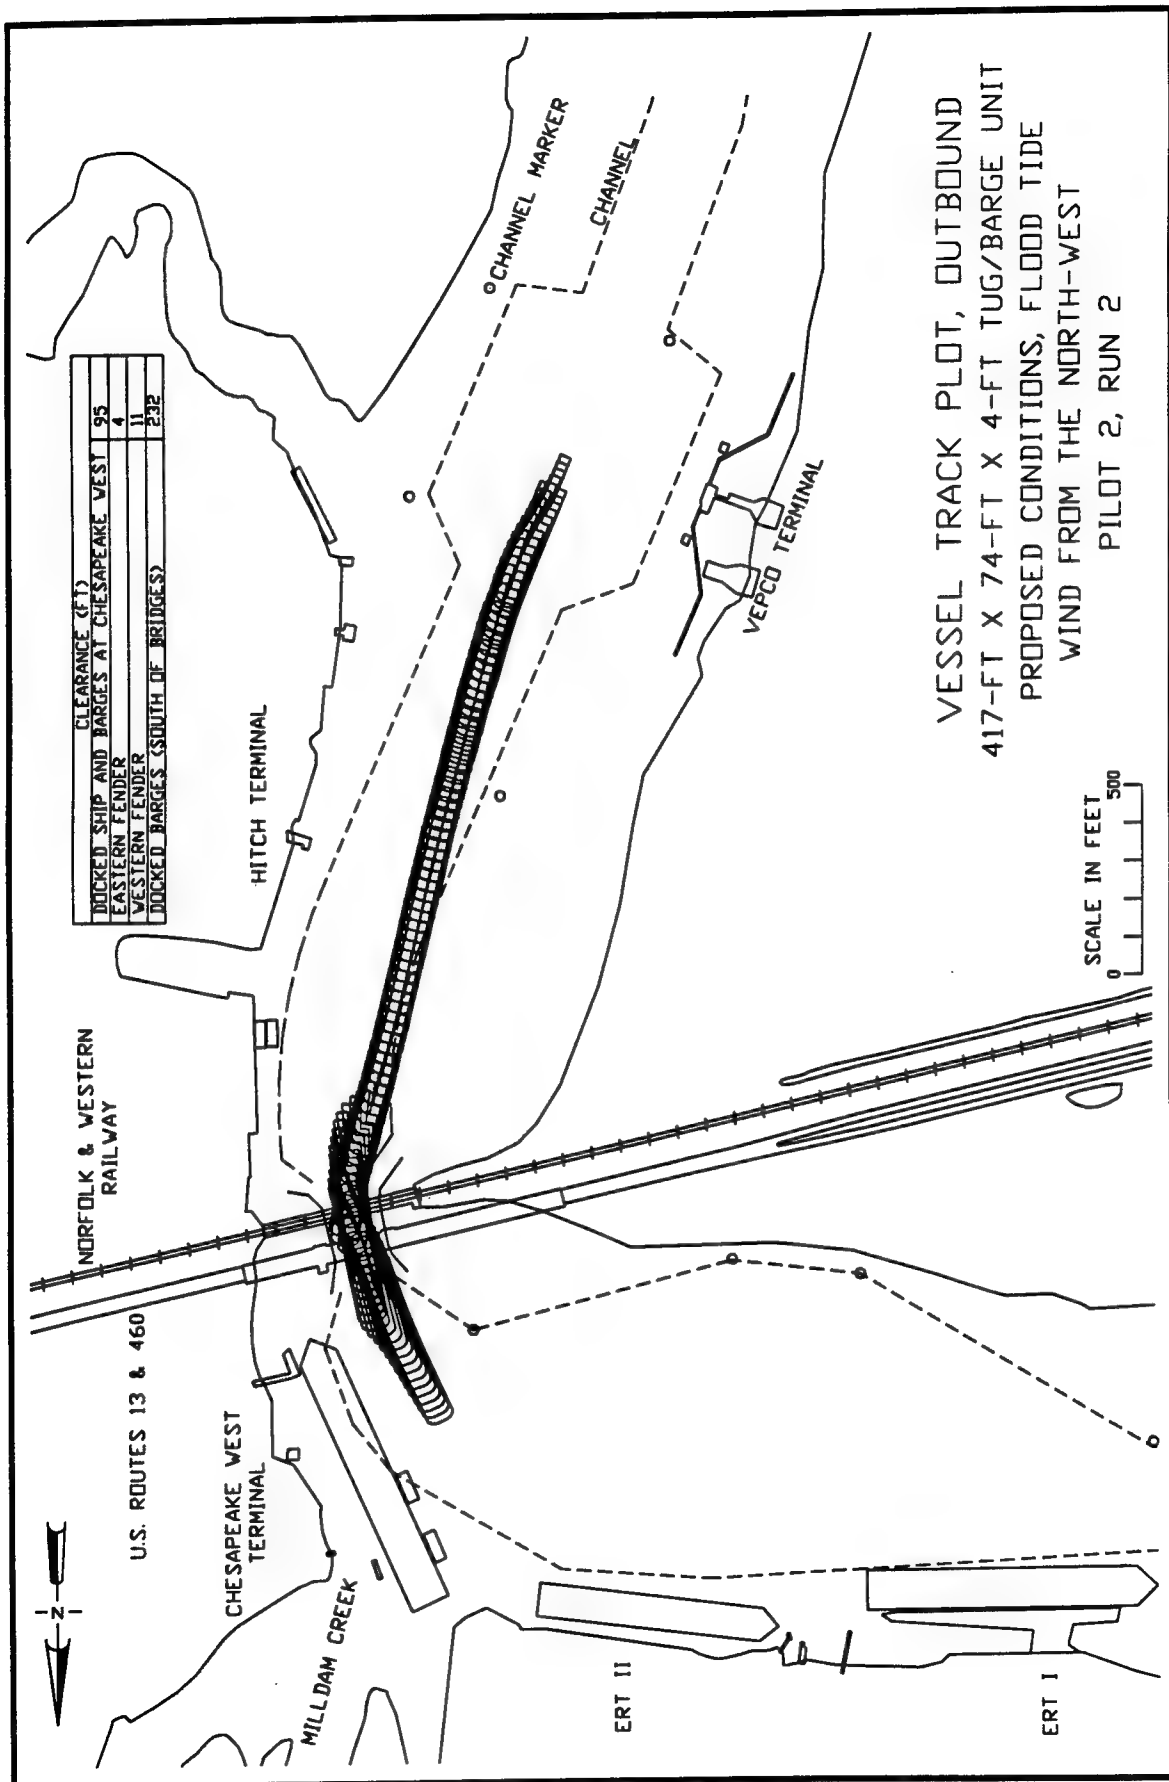 CLEARANCE (FT)
DOCKED SHIP AND BARGES AT CHESAPEAKE WEST 95
EASTERN FENDER 4
WESTERN FENDER 11
DOCKED BARGES (SOUTH OF BRIDGES) 232
N
U.S. ROUTES 13 & 460
NORFOLK & WESTERN
RAILWAY
HITCH TERMINAL
CHESAPEAKE WEST
TERMINAL
MILLDAM CREEK
CHANNEL MARKER
CHANNEL
VEPCO TERMINAL
ERT II
ERT I
SCALE IN FEET
0 500
VESSEL TRACK PLOT, OUTBOUND
417-FT X 74-FT X 4-FT TUG/BARGE UNIT
PROPOSED CONDITIONS, FLOOD TIDE
WIND FROM THE NORTH-WEST
PILOT 2, RUN 2